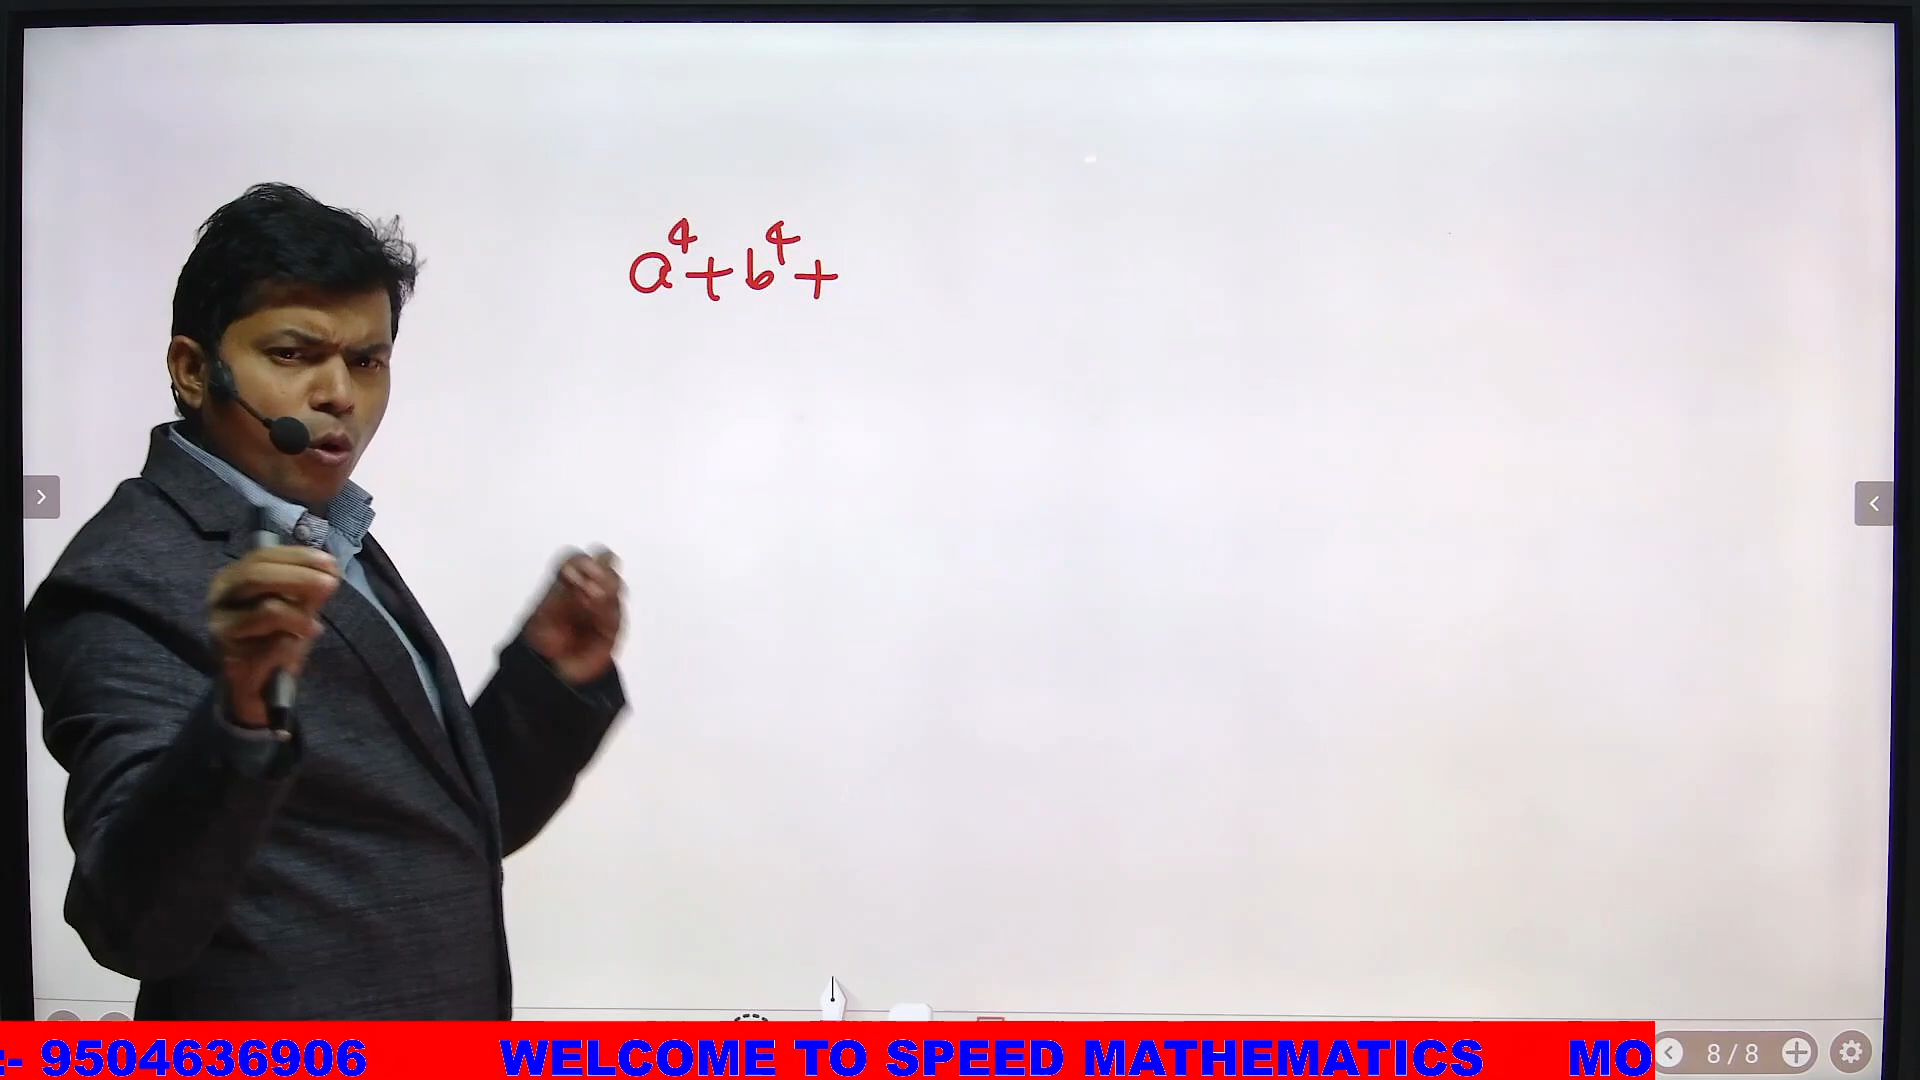 a⁴+b⁴+
:- 9504636906 WELCOME TO SPEED MATHEMATICS MO
8/8